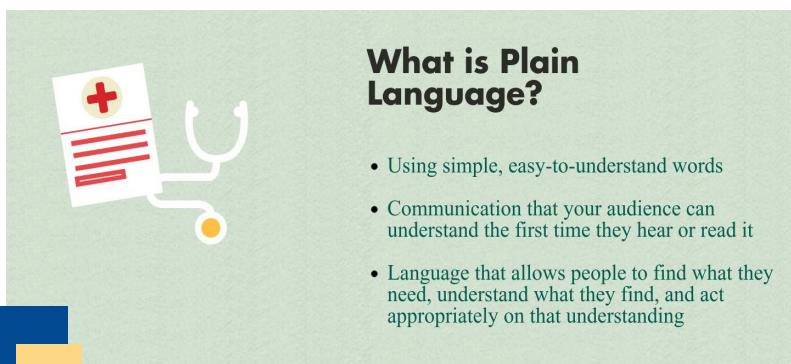 What is Plain
Language?
• Using simple, easy-to-understand words
• Communication that your audience can
understand the first time they hear or read it
• Language that allows people to find what they
need, understand what they find, and act
appropriately on that understanding